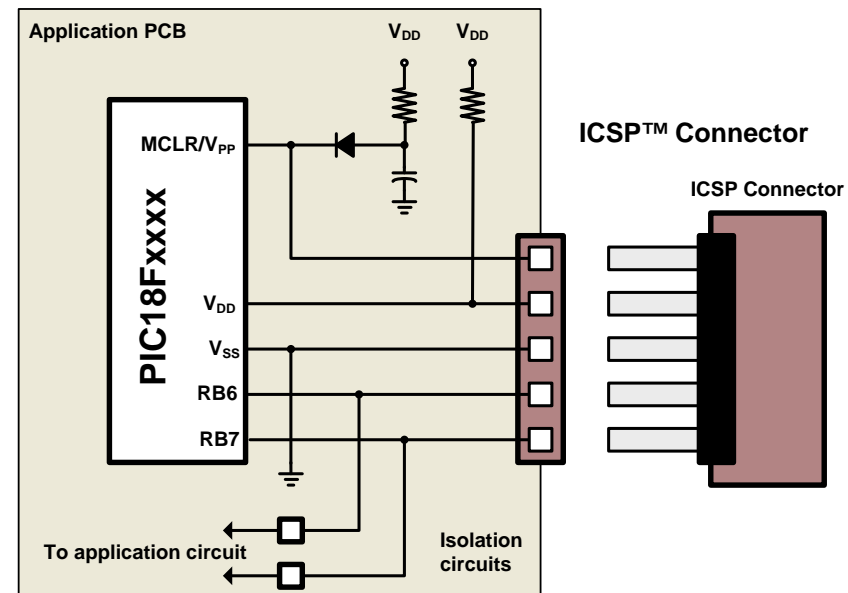 Application PCB
VDD VDD
ICSP™ Connector
ICSP Connector
MCLR/VPP
PIC18Fxxxx
VDD
VSS
RB6
RB7
To application circuit
Isolation
circuits